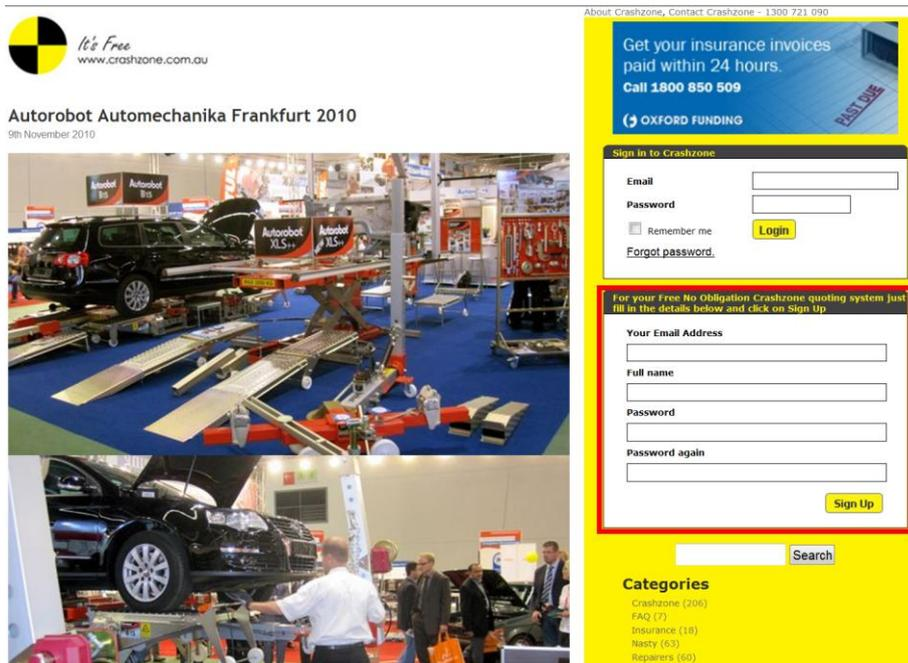 About Crashzone, Contact Crashzone - 1300 721 090
It's Free
www.crashzone.com.au
Autorobot Automechanika Frankfurt 2010
9th November 2010
Autorobot
B15
Autorobot
B15
Autorobot
XLS++
Autorobot
XLS++
Get your insurance invoices
paid within 24 hours.
Call 1800 850 509
PAST DUE
OXFORD FUNDING
Sign in to Crashzone
Email
Password
Remember me
Login
Forgot password.
For your Free No Obligation Crashzone quoting system just
fill in the details below and click on Sign Up
Your Email Address
Full name
Password
Password again
Sign Up
Search
Categories
Crashzone (206)
FAQ (7)
Insurance (18)
Nasty (63)
Repairers (60)